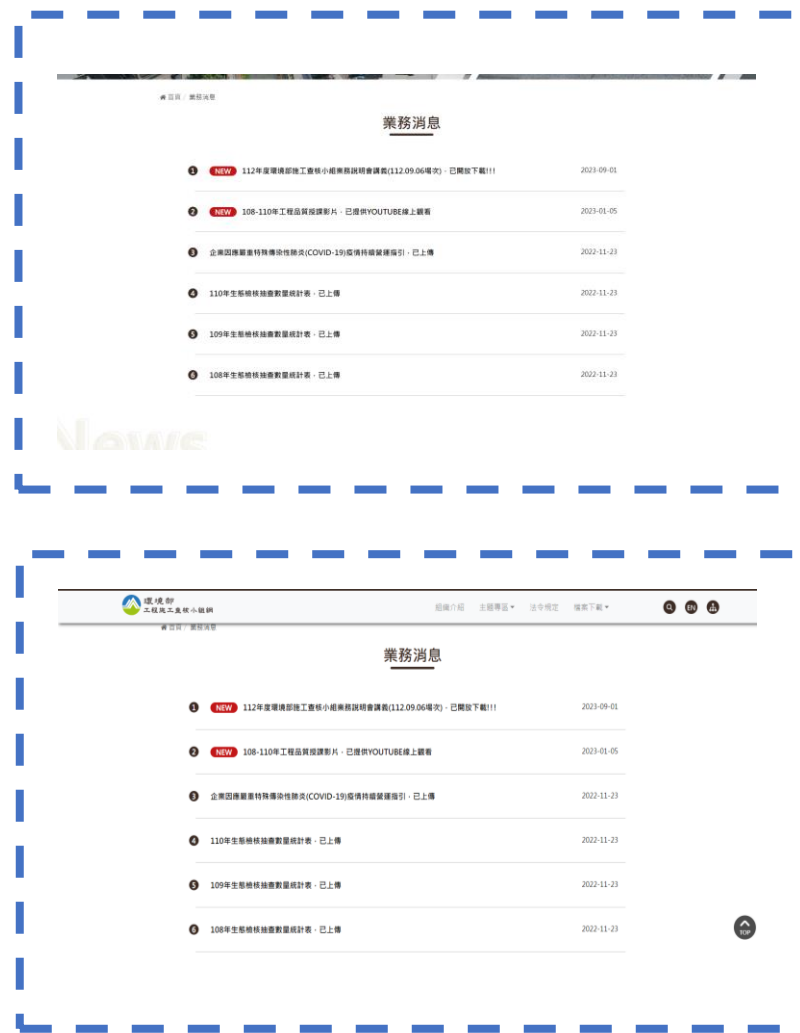 首頁 / 業務消息
業務消息
1 NEW 112年度環境部施工查核小組業務說明會講義(112.09.06場次)，已開放下載!!! 2023-09-01
2 NEW 108-110年工程品質授課影片，已提供YOUTUBE線上觀看 2023-01-05
3 企業因應嚴重特殊傳染性肺炎(COVID-19)疫情持續營運指引，已上傳 2022-11-23
4 110年生態檢核抽查數量統計表，已上傳 2022-11-23
5 109年生態檢核抽查數量統計表，已上傳 2022-11-23
6 108年生態檢核抽查數量統計表，已上傳 2022-11-23
News
環境部
工程施工查核小組網
組織介紹 主題專區 法令規定 檔案下載 EN
首頁 / 業務消息
業務消息
1 NEW 112年度環境部施工查核小組業務說明會講義(112.09.06場次)，已開放下載!!! 2023-09-01
2 NEW 108-110年工程品質授課影片，已提供YOUTUBE線上觀看 2023-01-05
3 企業因應嚴重特殊傳染性肺炎(COVID-19)疫情持續營運指引，已上傳 2022-11-23
4 110年生態檢核抽查數量統計表，已上傳 2022-11-23
5 109年生態檢核抽查數量統計表，已上傳 2022-11-23
6 108年生態檢核抽查數量統計表，已上傳 2022-11-23
TOP